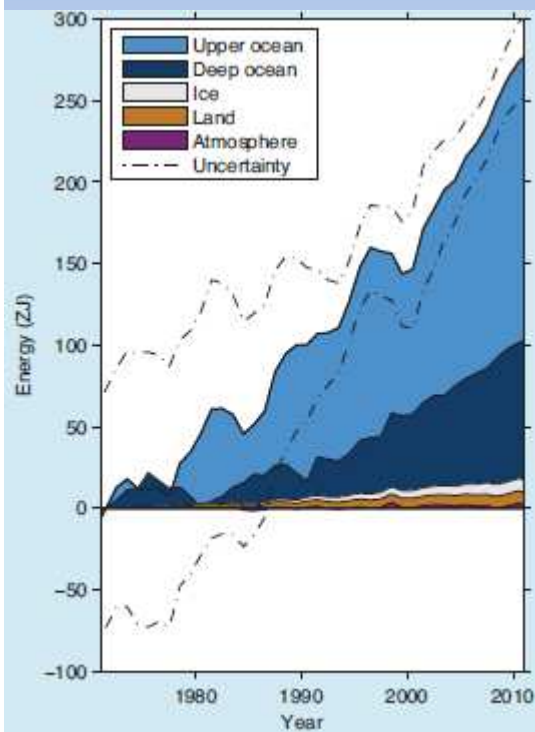 300
250
200
150
100
50
0
−50
−100
Energy (ZJ)
Upper ocean
Deep ocean
Ice
Land
Atmosphere
Uncertainty
1980
1990
2000
2010
Year